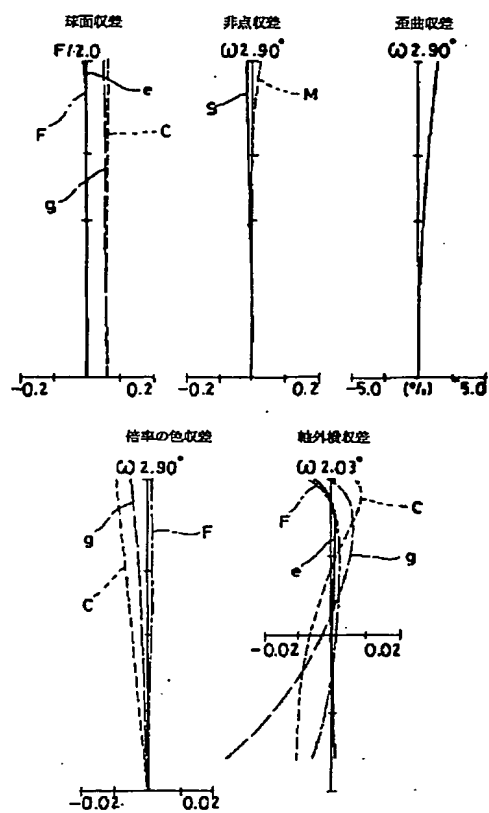 球面収差
F/2.0
e
F
C
g
-0.2
0.2
非点収差
ω2.90°
S
M
-0.2
0.2
歪曲収差
ω2.90°
-5.0
(%)
5.0
倍率の色収差
ω2.90°
g
F
C
-0.02
0.02
軸外横収差
ω2.03°
F
C
e
g
-0.02
0.02